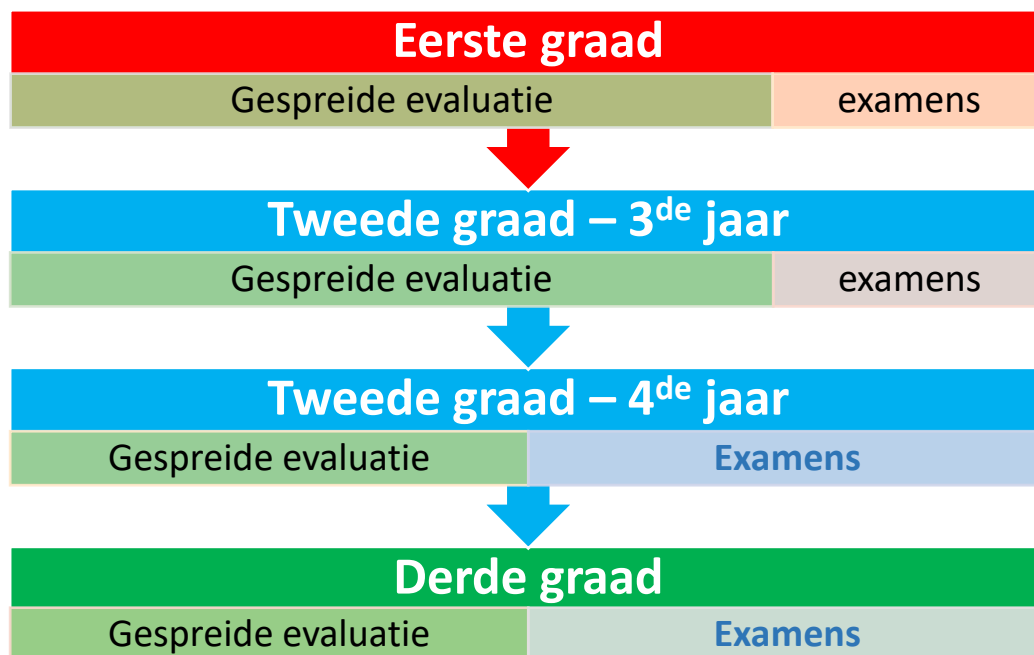 Eerste graad
Gespreide evaluatie examens
Tweede graad – 3de jaar
Gespreide evaluatie examens
Tweede graad – 4de jaar
Gespreide evaluatie Examens
Derde graad
Gespreide evaluatie Examens